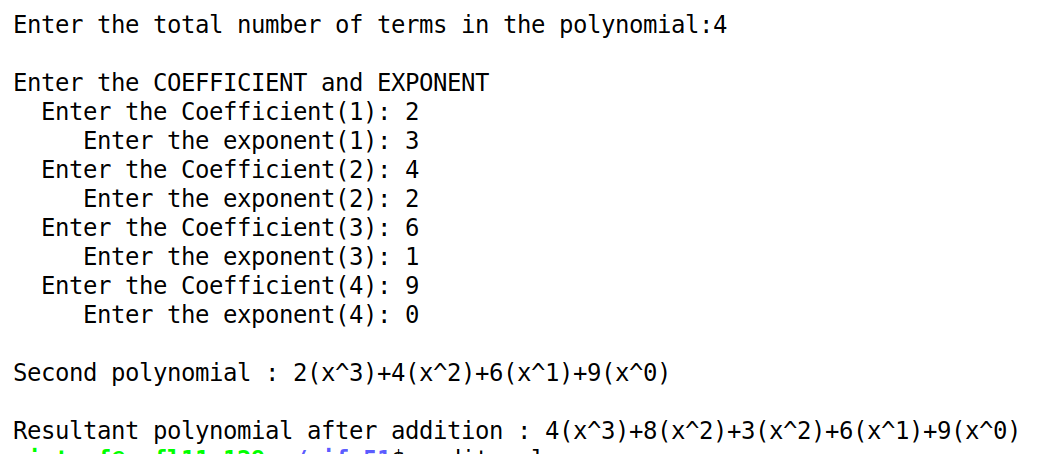 Enter the total number of terms in the polynomial:4
Enter the COEFFICIENT and EXPONENT
Enter the Coefficient(1): 2
Enter the exponent(1): 3
Enter the Coefficient(2): 4
Enter the exponent(2): 2
Enter the Coefficient(3): 6
Enter the exponent(3): 1
Enter the Coefficient(4): 9
Enter the exponent(4): 0
Second polynomial : 2(x^3)+4(x^2)+6(x^1)+9(x^0)
Resultant polynomial after addition : 4(x^3)+8(x^2)+3(x^2)+6(x^1)+9(x^0)